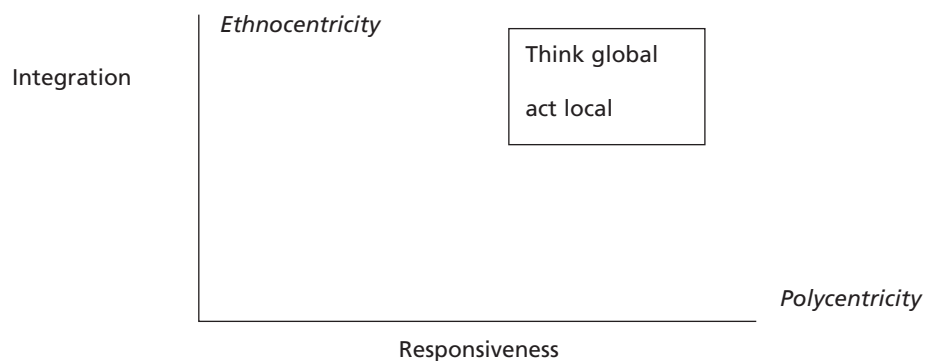 Ethnocentricity
Think global
Integration
act local
Polycentricity
Responsiveness